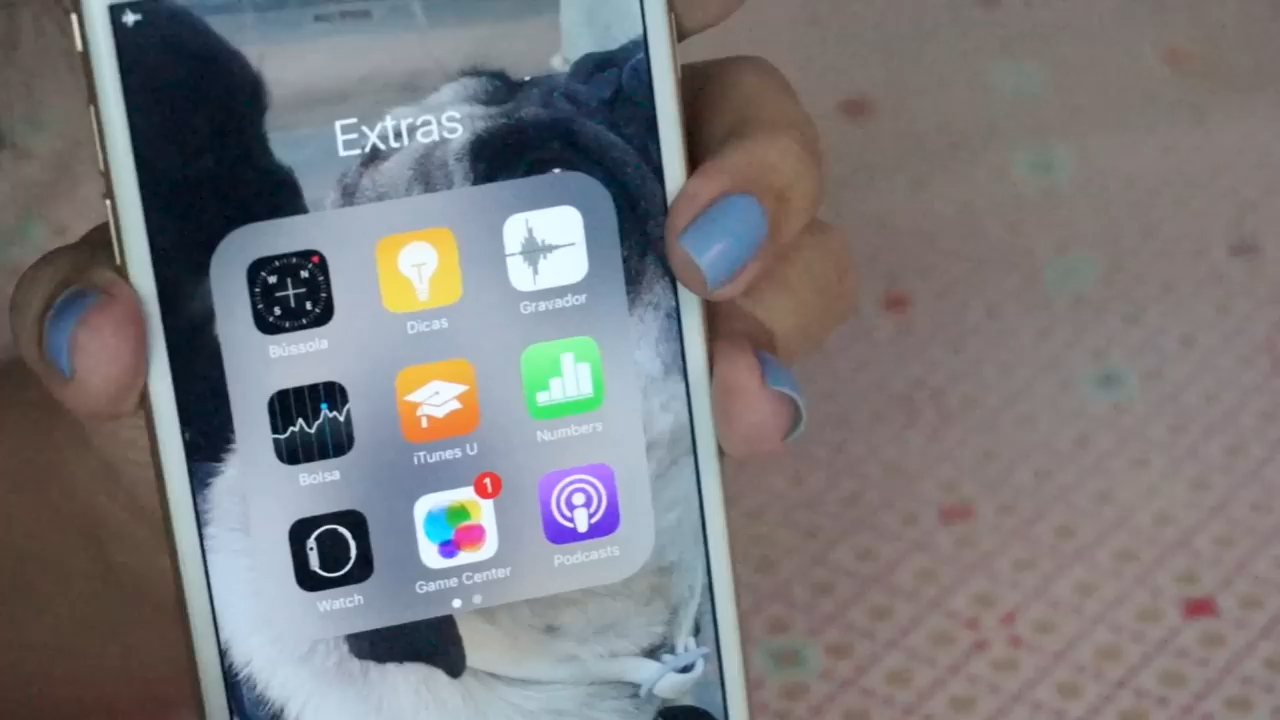 Extras
W N
S E
Bússola
Dicas
Gravador
Bolsa
iTunes U
Numbers
1
Watch
Game Center
Podcasts